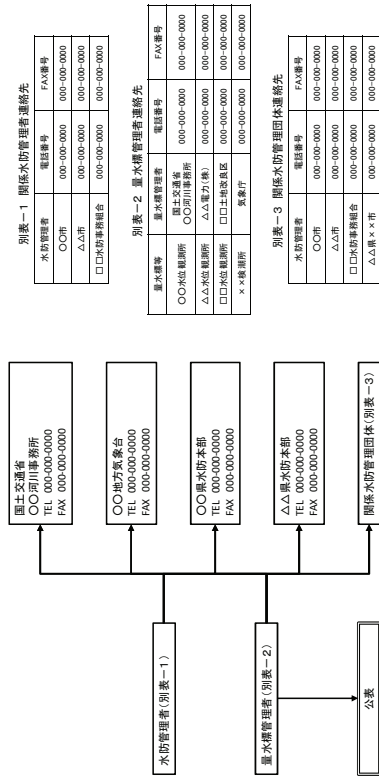 水防管理者(別表－1)
量水標管理者(別表－2)
公表
国土交通省
〇〇河川事務所
TEL 000-000-0000
FAX 000-000-0000
〇〇地方気象台
TEL 000-000-0000
FAX 000-000-0000
〇〇県水防本部
TEL 000-000-0000
FAX 000-000-0000
△△県水防本部
TEL 000-000-0000
FAX 000-000-0000
関係水防管理団体(別表－3)
別表－1 関係水防管理者連絡先
水防管理者 電話番号 FAX番号
〇〇市 000-000-0000 000-000-0000
△△市 000-000-0000 000-000-0000
□□水防事務組合 000-000-0000 000-000-0000
別表－2 量水標管理者連絡先
量水標等 量水標管理者 電話番号 FAX番号
〇〇水位観測所 国土交通省 000-000-0000 000-000-0000
〇〇河川事務所
△△水位観測所 △△電力(株) 000-000-0000 000-000-0000
□□水位観測所 □□土地改良区 000-000-0000 000-000-0000
××検潮所 気象庁 000-000-0000 000-000-0000
別表－3 関係水防管理団体連絡先
水防管理者 電話番号 FAX番号
〇〇市 000-000-0000 000-000-0000
△△市 000-000-0000 000-000-0000
□□水防事務組合 000-000-0000 000-000-0000
△△県××市 000-000-0000 000-000-0000